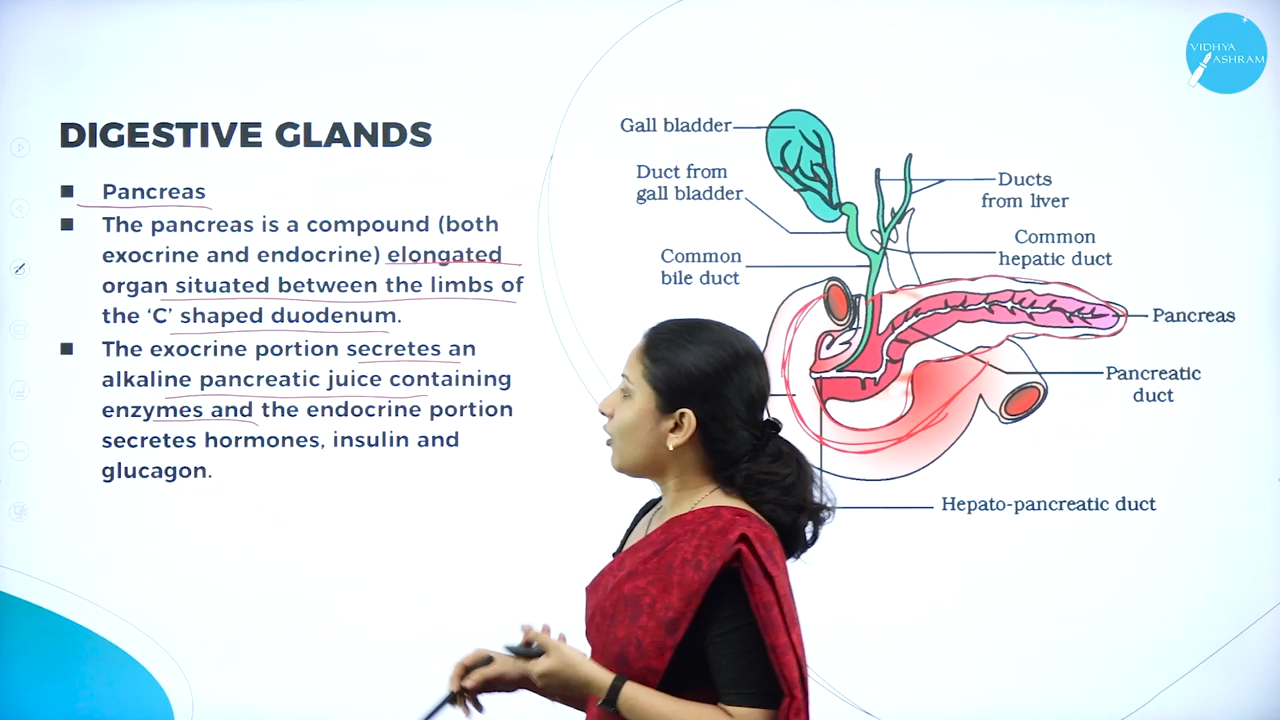 VIDHYA
ASHRAM
DIGESTIVE GLANDS
Pancreas
The pancreas is a compound (both
exocrine and endocrine) elongated
organ situated between the limbs of
the ‘C’ shaped duodenum.
The exocrine portion secretes an
alkaline pancreatic juice containing
enzymes and the endocrine portion
secretes hormones, insulin and
glucagon.
Gall bladder
Duct from
gall bladder
Common
bile duct
Ducts
from liver
Common
hepatic duct
Pancreas
Pancreatic
duct
Hepato-pancreatic duct